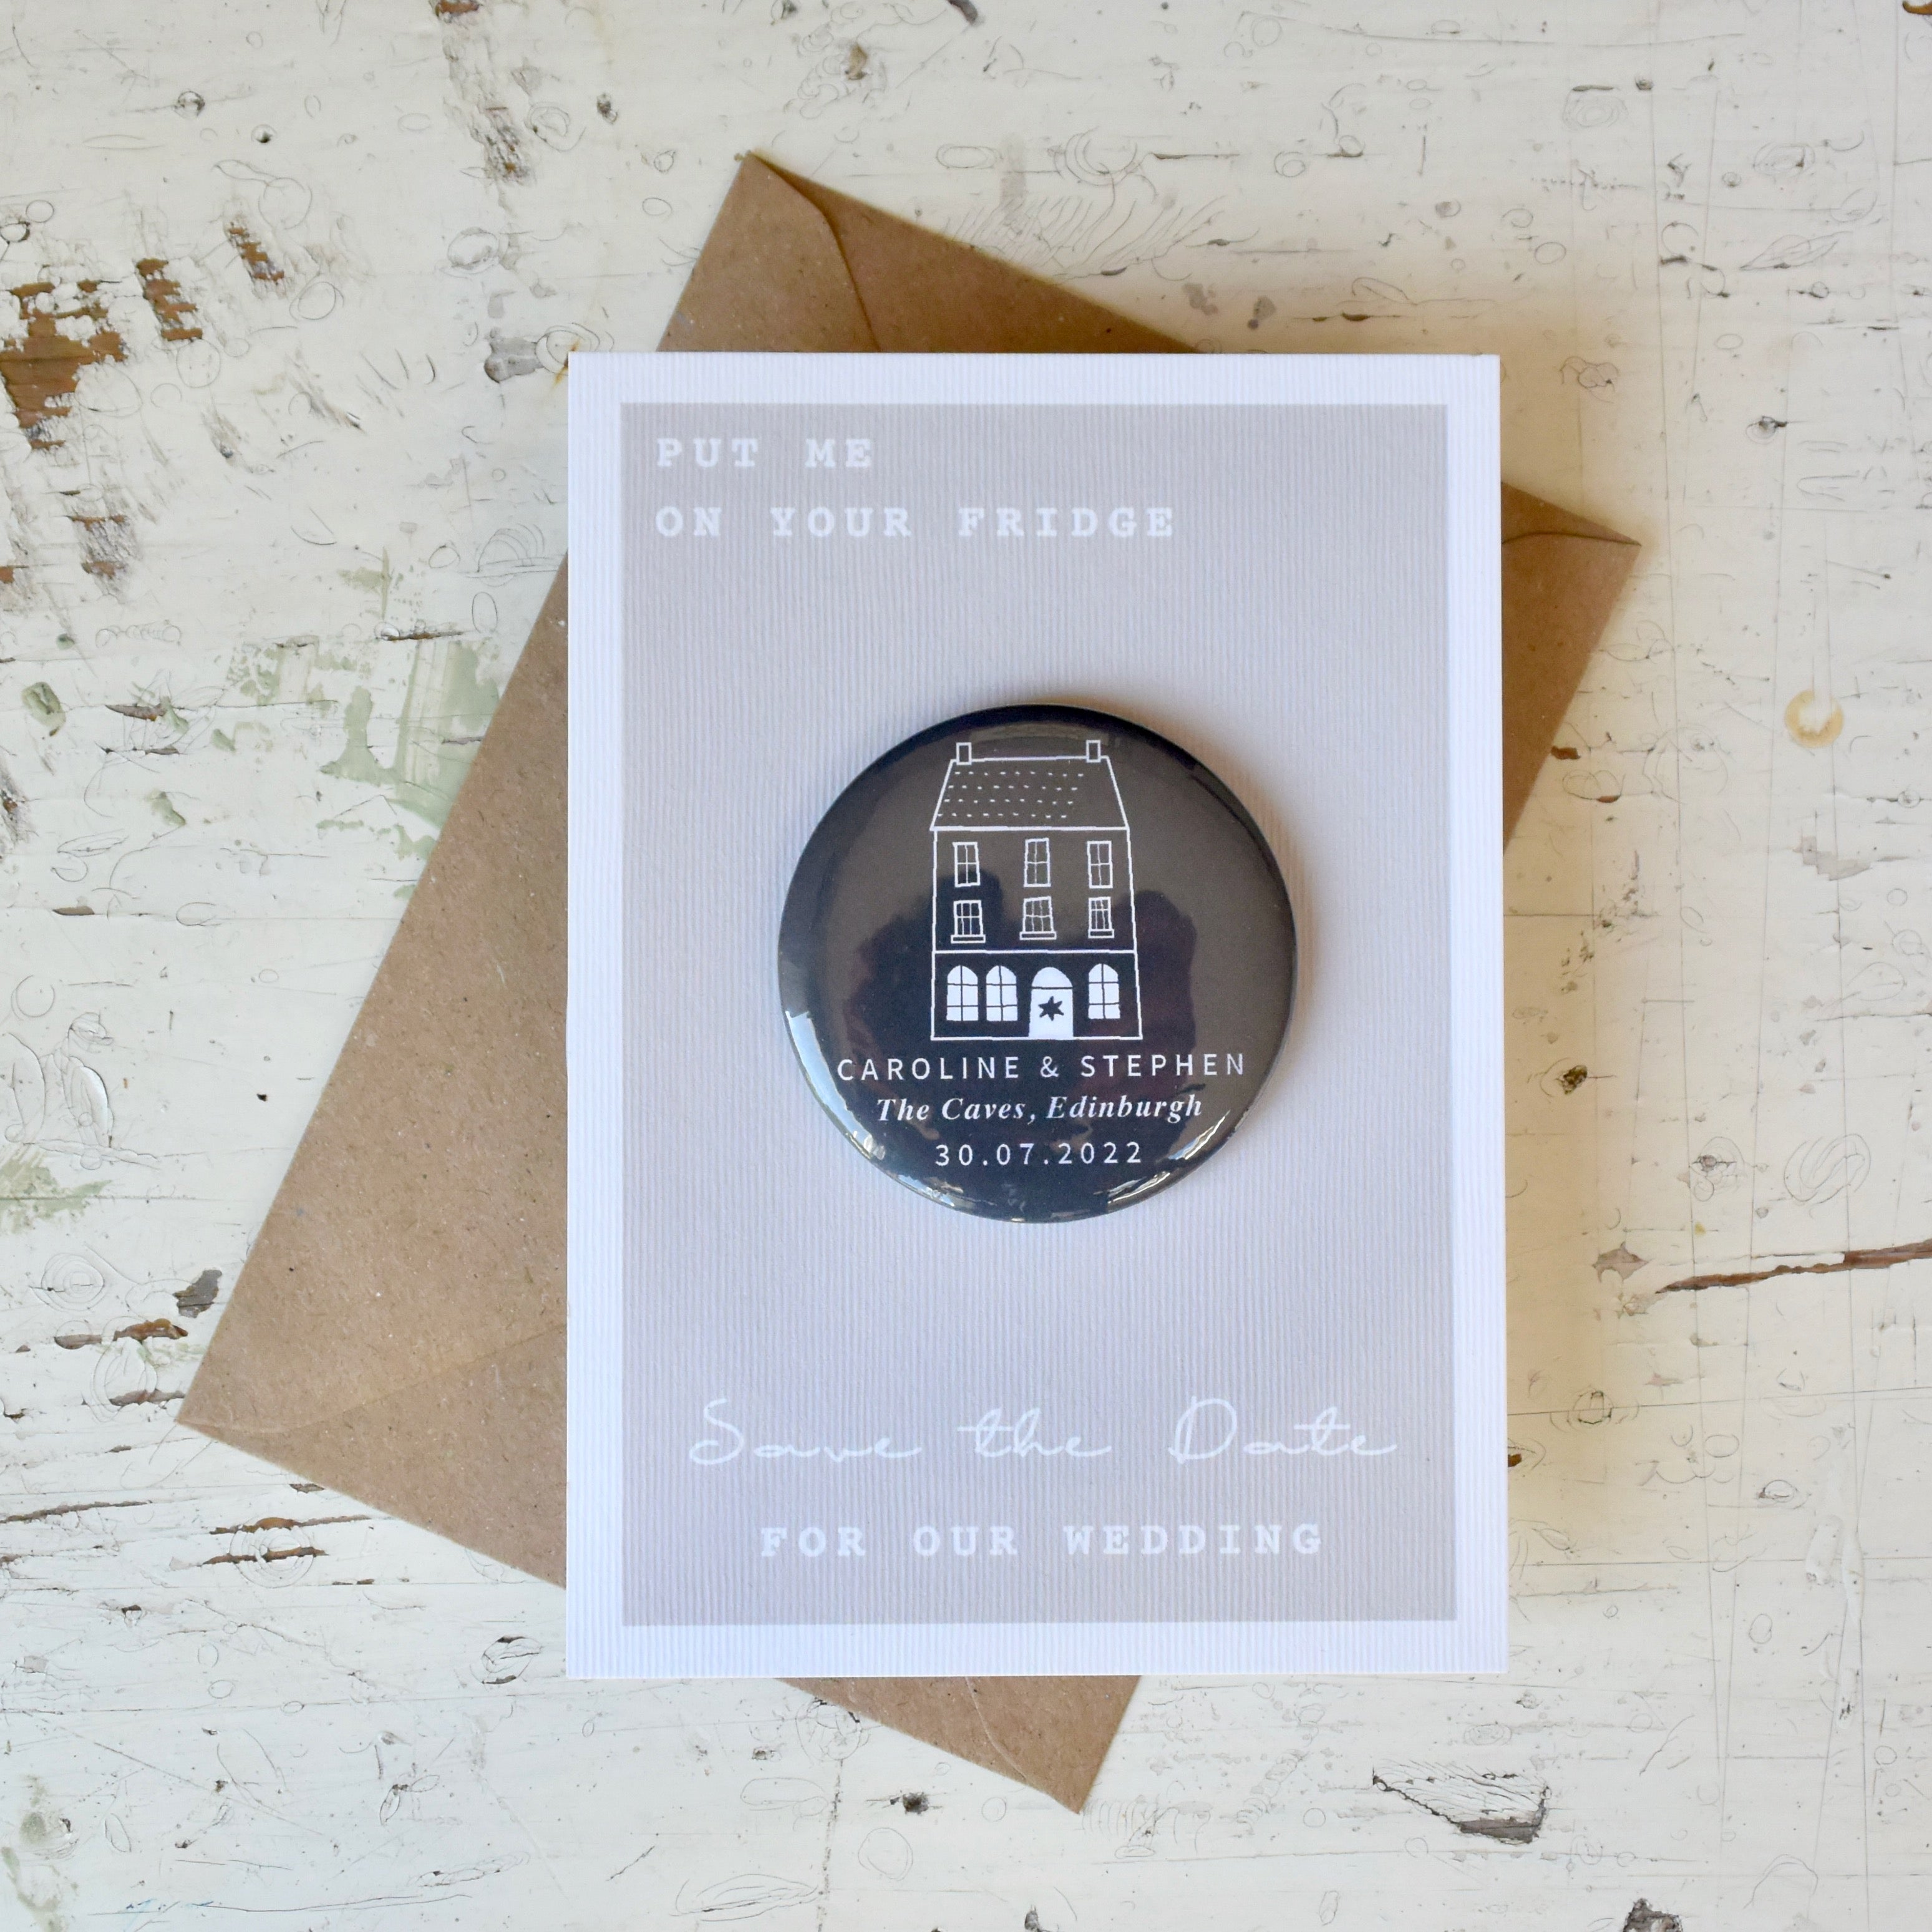 PUT ME
ON YOUR FRIDGE
CAROLINE & STEPHEN
The Caves, Edinburgh
30.07.2022
Save the Date
FOR OUR WEDDING